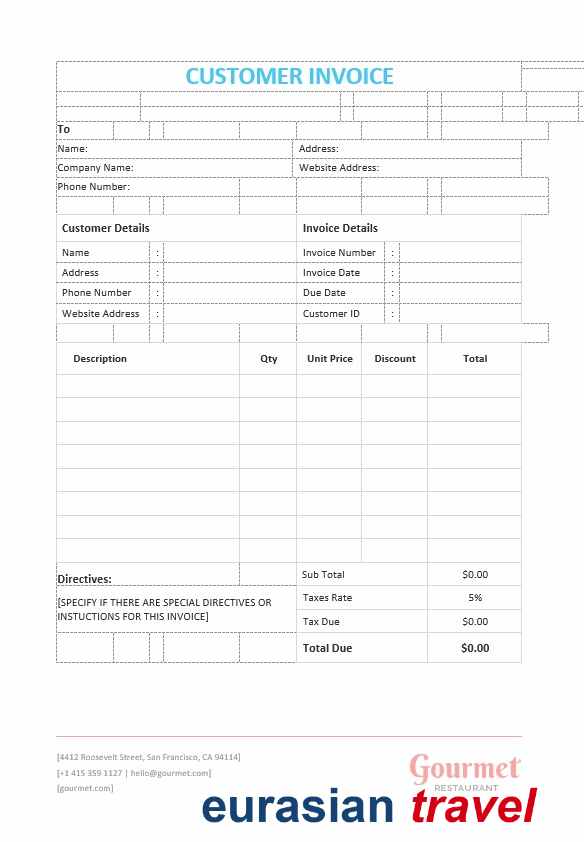 CUSTOMER INVOICE
To
Name: Address:
Company Name: Website Address:
Phone Number:
Customer Details Invoice Details
Name : Invoice Number :
Address : Invoice Date :
Phone Number : Due Date :
Website Address : Customer ID :
Description Qty Unit Price Discount Total
Sub Total $0.00
Directives:
Taxes Rate 5%
[SPECIFY IF THERE ARE SPECIAL DIRECTIVES OR
INSTUCTIONS FOR THIS INVOICE]
Tax Due $0.00
Total Due $0.00
[4412 Roosevelt Street, San Francisco, CA 94114]
[+1 415 359 1127 | hello@gourmet.com]
[gourmet.com]
Gourmet
RESTAURANT
eurasian travel